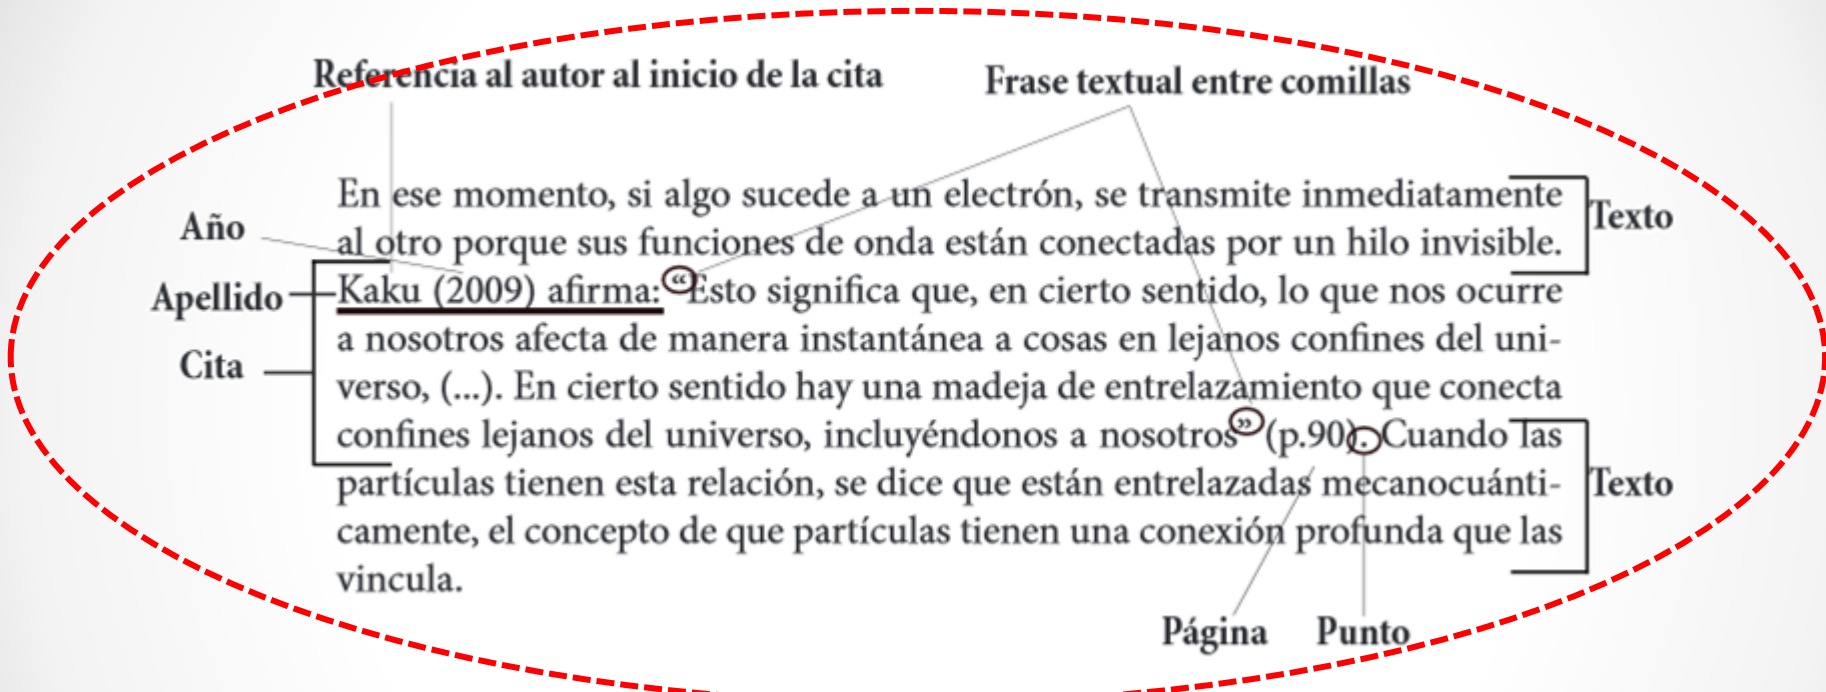 Referencia al autor al inicio de la cita
Frase textual entre comillas
En ese momento, si algo sucede a un electrón, se transmite inmediatamente
al otro porque sus funciones de onda están conectadas por un hilo invisible.
Kaku (2009) afirma: “Esto significa que, en cierto sentido, lo que nos ocurre
a nosotros afecta de manera instantánea a cosas en lejanos confines del uni-
verso, (...). En cierto sentido hay una madeja de entrelazamiento que conecta
confines lejanos del universo, incluyéndonos a nosotros” (p.90). Cuando las
partículas tienen esta relación, se dice que están entrelazadas mecanocuánti-
camente, el concepto de que partículas tienen una conexión profunda que las
vincula.
Año
Apellido
Cita
Texto
Texto
Página
Punto